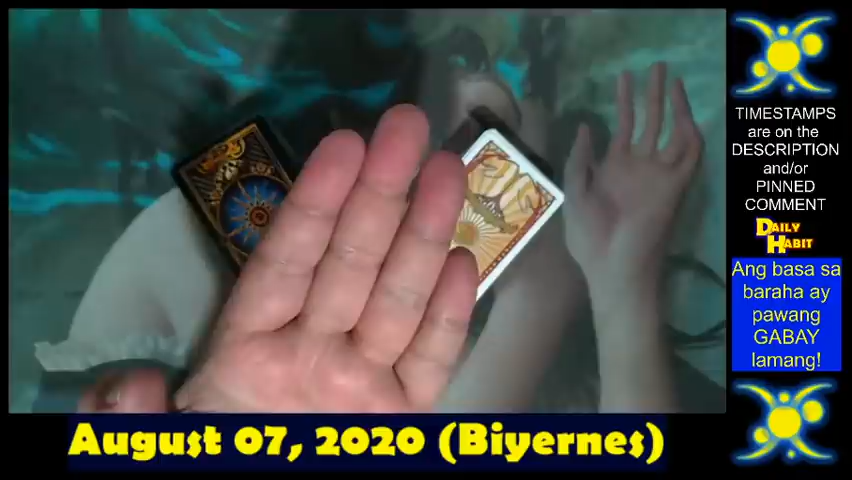 TIMESTAMPS
are on the
DESCRIPTION
and/or
PINNED
COMMENT
DAILY
HABIT
Ang basa sa
baraha ay
pawang
GABAY
lamang!
August 07, 2020 (Biyernes)